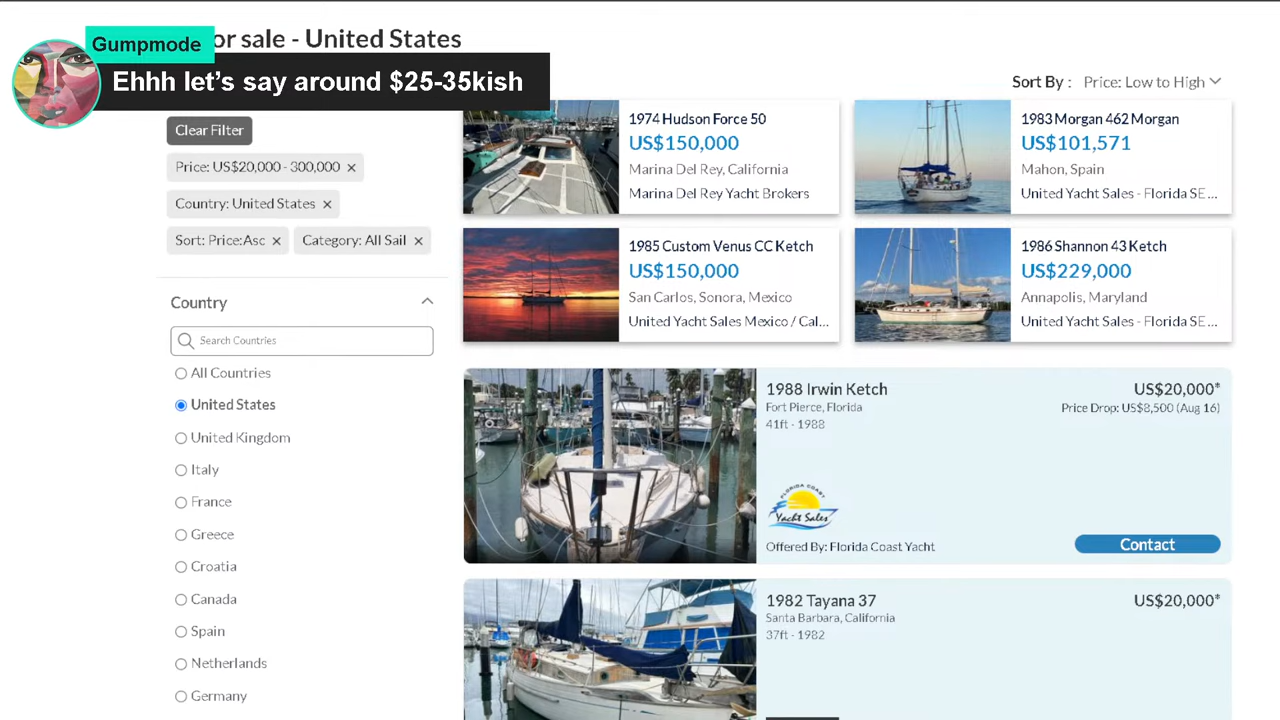 or sale - United States
Gumpmode
Ehhh let's say around $25-35kish
Sort By : Price: Low to High
Clear Filter
Price: US$20,000 - 300,000 ×
Country: United States ×
Sort: Price:Asc × Category: All Sail ×
Country
Search Countries
All Countries
United States
United Kingdom
Italy
France
Greece
Croatia
Canada
Spain
Netherlands
Germany
1974 Hudson Force 50
US$150,000
Marina Del Rey, California
Marina Del Rey Yacht Brokers
1983 Morgan 462 Morgan
US$101,571
Mahon, Spain
United Yacht Sales - Florida SE ...
1985 Custom Venus CC Ketch
US$150,000
San Carlos, Sonora, Mexico
United Yacht Sales Mexico / Cal...
1986 Shannon 43 Ketch
US$229,000
Annapolis, Maryland
United Yacht Sales - Florida SE ...
1988 Irwin Ketch
US$20,000*
Fort Pierce, Florida
Price Drop: US$8,500 (Aug 16)
41ft - 1988
FLORIDA COAST
Yacht Sales
Offered By: Florida Coast Yacht
Contact
1982 Tayana 37
US$20,000*
Santa Barbara, California
37ft - 1982